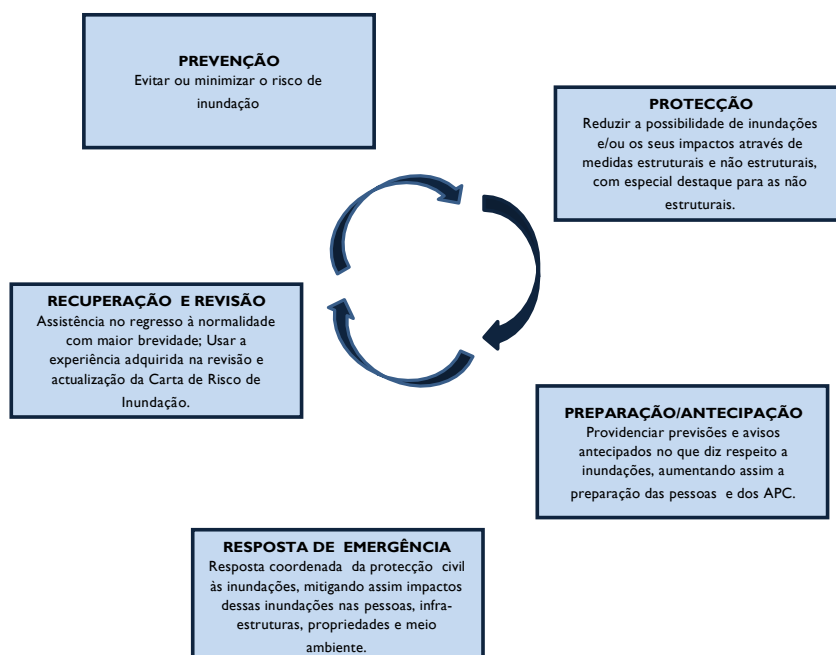 PREVENÇÃO
Evitar ou minimizar o risco de
inundação
PROTECÇÃO
Reduzir a possibilidade de inundações
e/ou os seus impactos através de
medidas estruturais e não estruturais,
com especial destaque para as não
estruturais.
RECUPERAÇÃO E REVISÃO
Assistência no regresso à normalidade
com maior brevidade; Usar a
experiência adquirida na revisão e
actualização da Carta de Risco de
Inundação.
PREPARAÇÃO/ANTECIPAÇÃO
Providenciar previsões e avisos
antecipados no que diz respeito a
inundações, aumentando assim a
preparação das pessoas e dos APC.
RESPOSTA DE EMERGÊNCIA
Resposta coordenada da protecção civil
às inundações, mitigando assim impactos
dessas inundações nas pessoas, infra-
estruturas, propriedades e meio
ambiente.